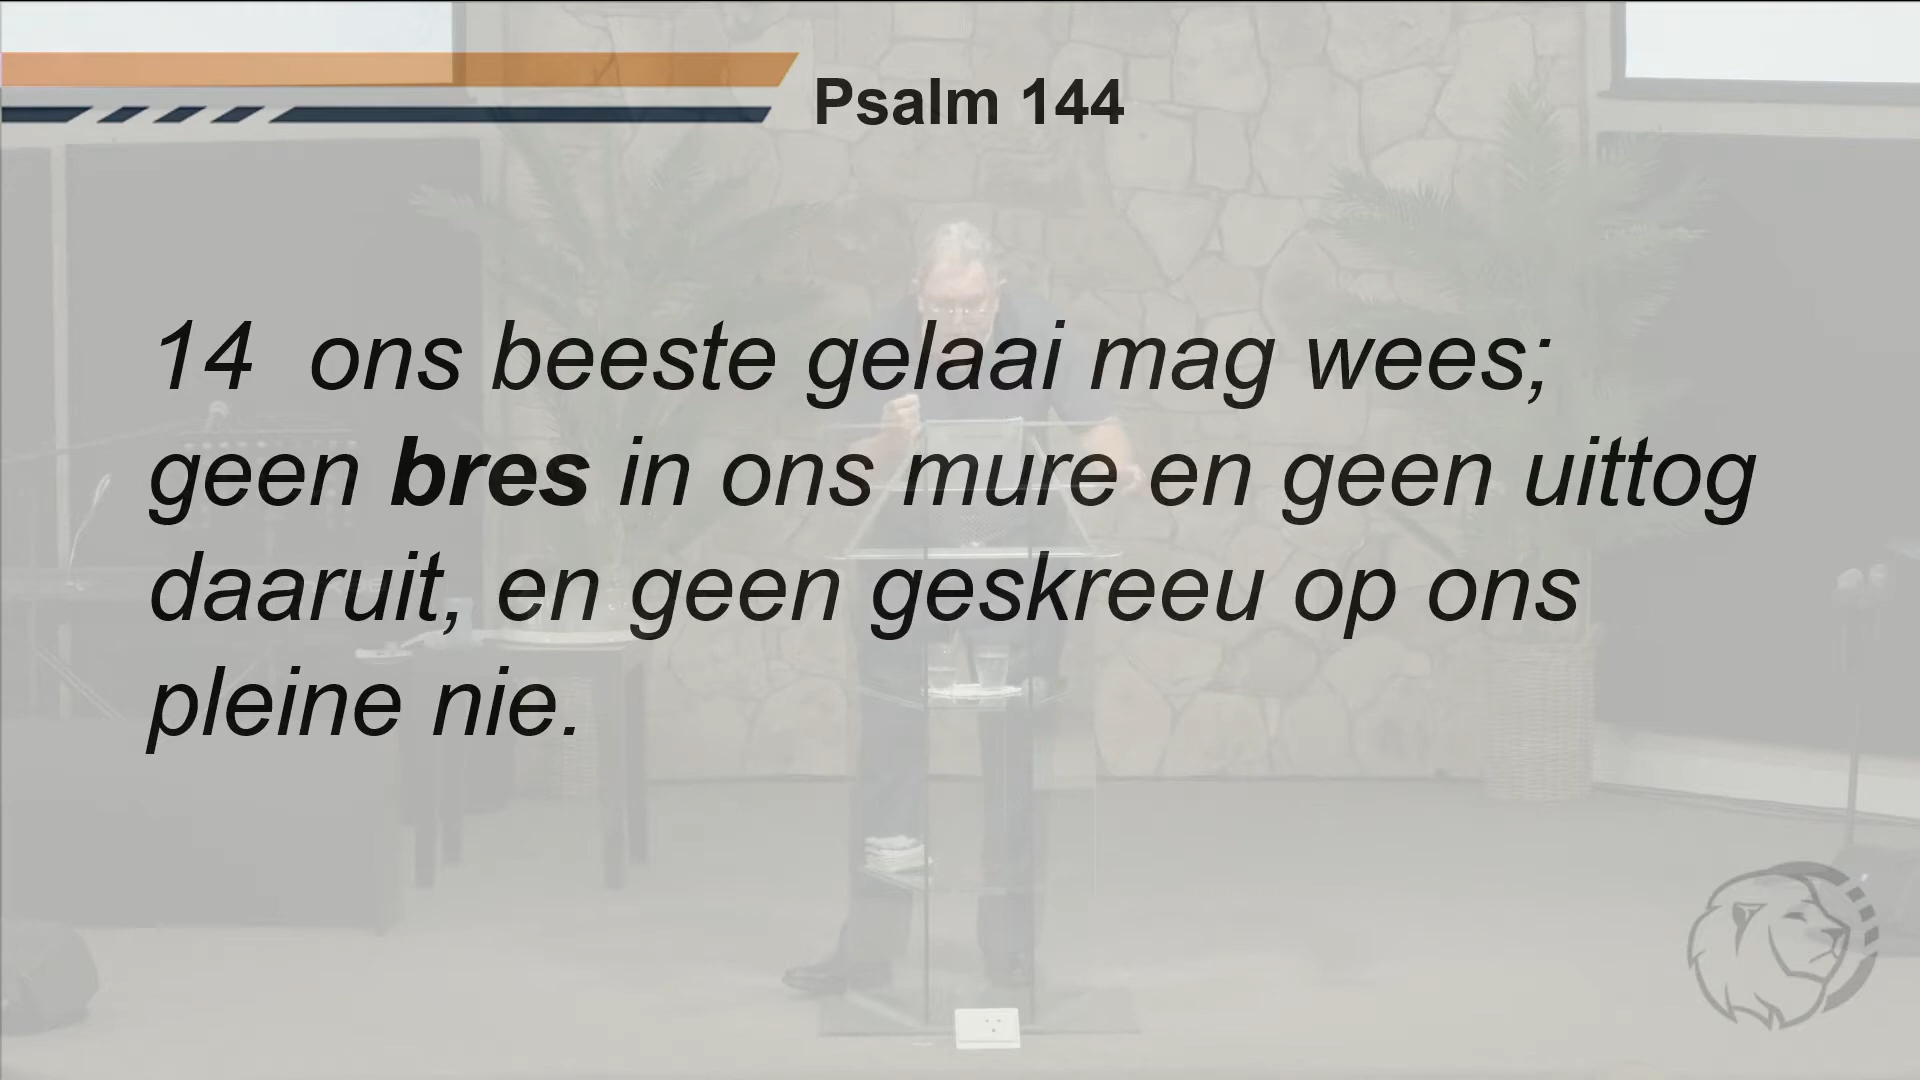 Psalm 144
14 ons beeste gelaai mag wees;
geen bres in ons mure en geen uittog
daaruit, en geen geskreeu op ons
pleine nie.